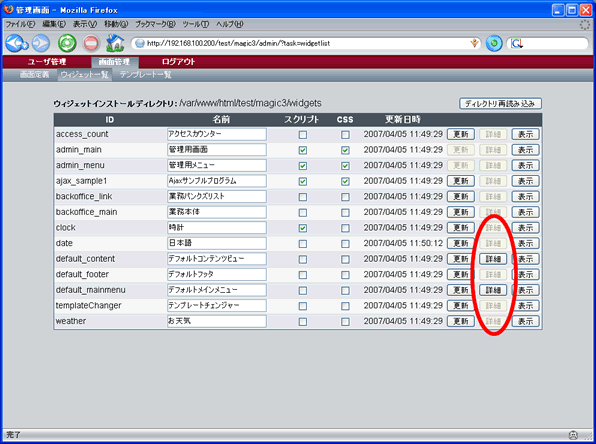 管理画面 - Mozilla Firefox
ファイル(F) 編集(E) 表示(V) 移動(G) ブックマーク(B) ツール(T) ヘルプ(H)
http://192.168.100.200/test/magic3/admin/?task=widgetlist
ユーザ管理 画面管理 ログアウト
画面定義 ウィジェット一覧 テンプレート一覧
ウィジェットインストールディレクトリ: /var/www/html/test/magic3/widgets ディレクトリ再読み込み
ID 名前 スクリプト CSS 更新日時
access_count アクセスカウンター 2007/04/05 11:49:29 更新 詳細 表示
admin_main 管理用画面 2007/04/05 11:49:29 更新 詳細 表示
admin_menu 管理用メニュー 2007/04/05 11:49:29 更新 詳細 表示
ajax_sample1 Ajaxサンプルプログラム 2007/04/05 11:49:29 更新 詳細 表示
backoffice_link 業務バックズリスト 2007/04/05 11:49:29 更新 詳細 表示
backoffice_main 業務本体 2007/04/05 11:49:29 更新 詳細 表示
clock 時計 2007/04/05 11:49:29 更新 詳細 表示
date 日本語 2007/04/05 11:50:12 更新 詳細 表示
default_content デフォルトコンテンツビュー 2007/04/05 11:49:29 更新 詳細 表示
default_footer デフォルトフッタ 2007/04/05 11:49:29 更新 詳細 表示
default_mainmenu デフォルトメインメニュー 2007/04/05 11:49:29 更新 詳細 表示
templateChanger テンプレートチェンジャー 2007/04/05 11:49:29 更新 詳細 表示
weather お天気 2007/04/05 11:49:29 更新 詳細 表示
完了